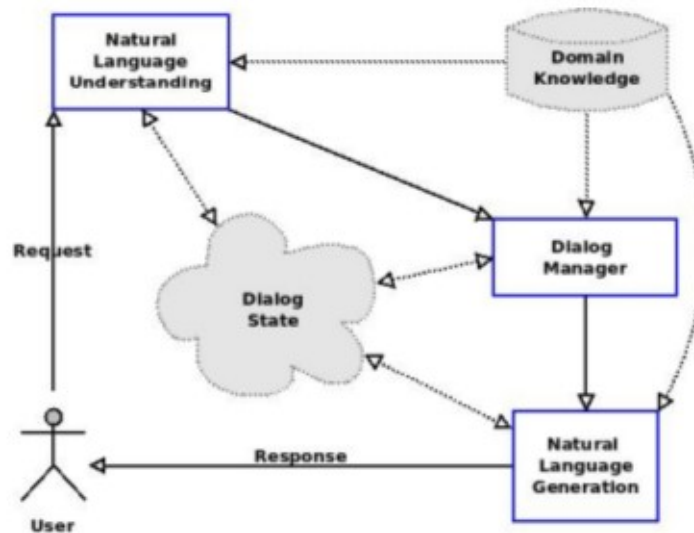 Natural
Language
Understanding
Domain
Knowledge
Request
Dialog
Manager
Dialog
State
Response
Natural
Language
Generation
User